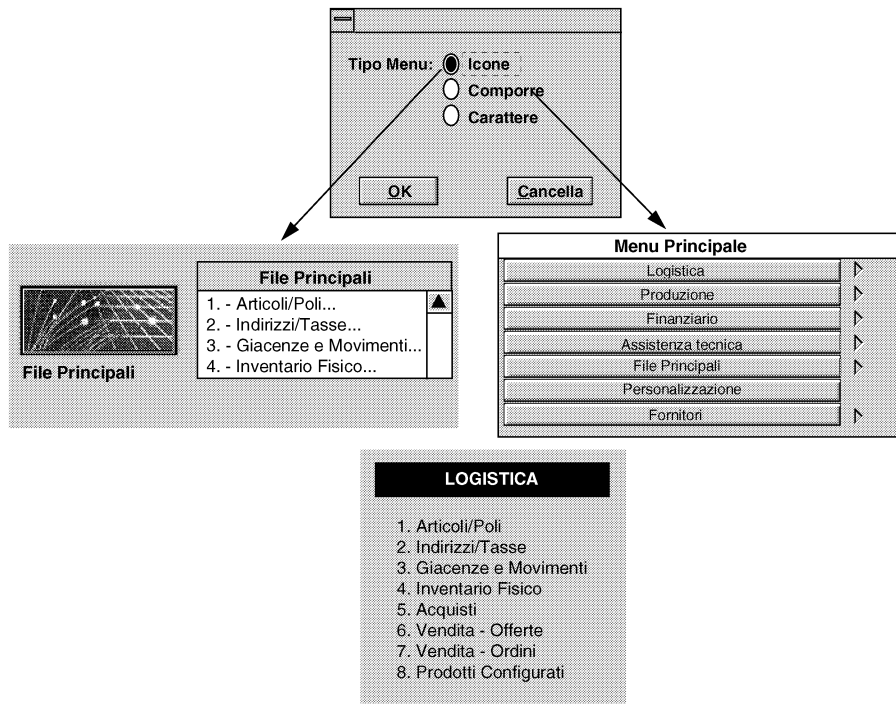 Tipo Menu: Icone
Comporre
Carattere
OK Cancella
File Principali
File Principali
1. - Articoli/Poli...
2. - Indirizzi/Tasse...
3. - Giacenze e Movimenti...
4. - Inventario Fisico...
Menu Principale
Logistica
Produzione
Finanziario
Assistenza tecnica
File Principali
Personalizzazione
Fornitori
LOGISTICA
1. Articoli/Poli
2. Indirizzi/Tasse
3. Giacenze e Movimenti
4. Inventario Fisico
5. Acquisti
6. Vendita - Offerte
7. Vendita - Ordini
8. Prodotti Configurati